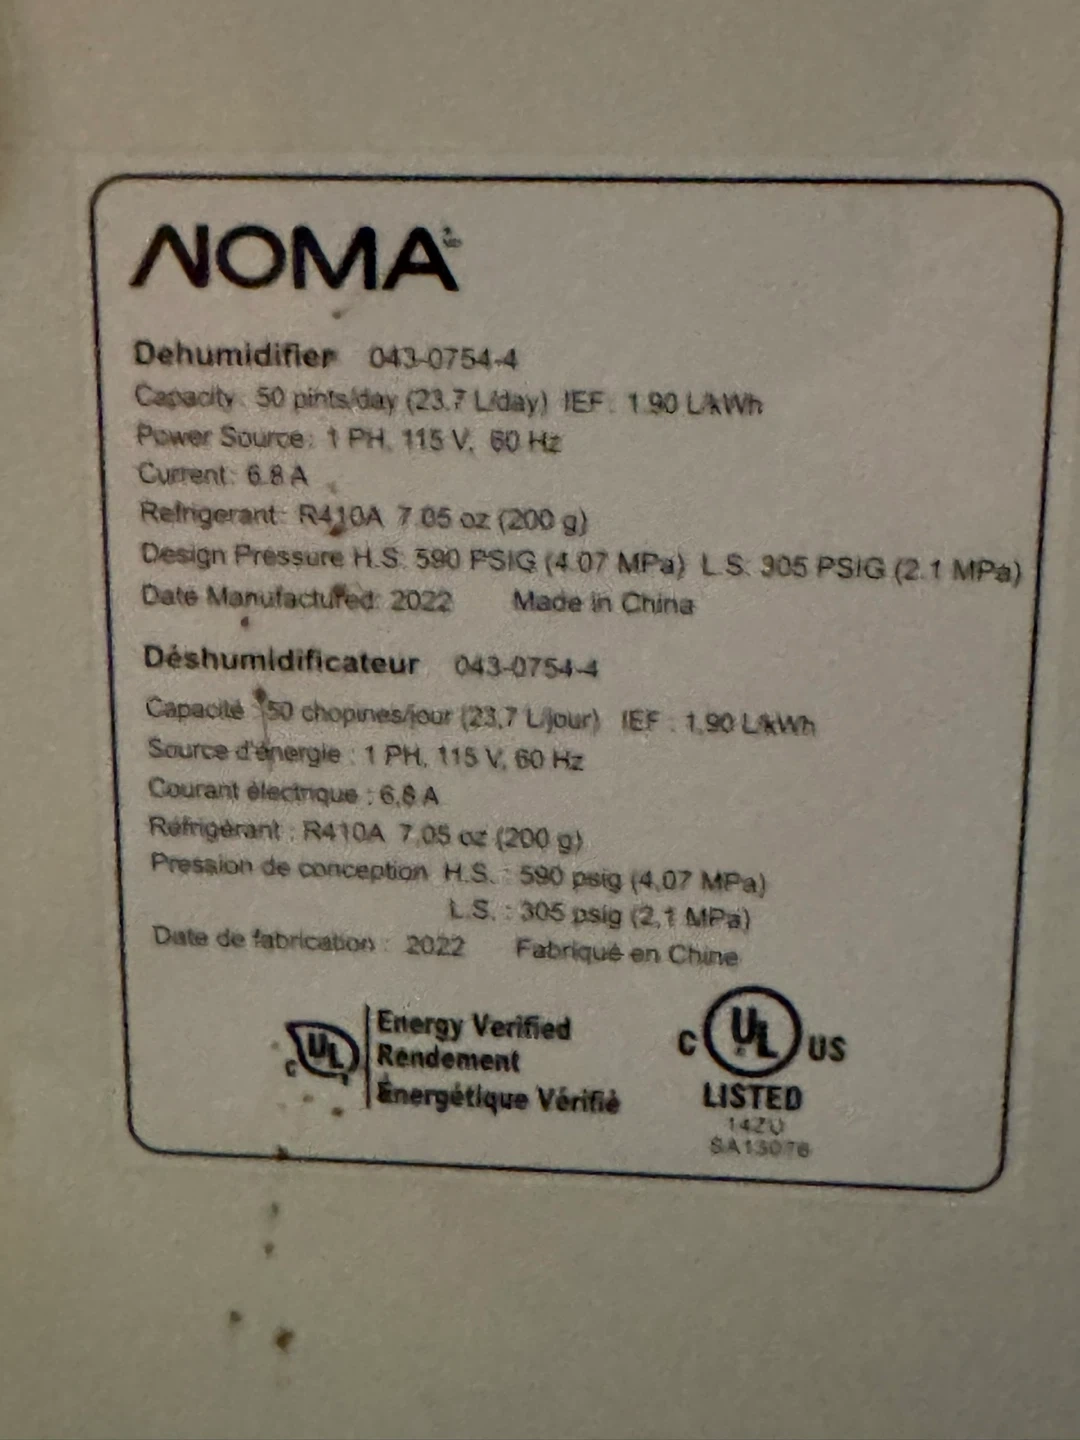 NOMA
Dehumidifier 043-0754-4
Capacity: 50 pints/day (23.7 L/day) IEF: 1.90 L/kWh
Power Source: 1 PH, 115 V, 60 Hz
Current: 6.8 A
Refrigerant: R410A 7.05 oz (200 g)
Design Pressure H.S: 590 PSIG (4.07 MPa) L.S: 305 PSIG (2.1 MPa)
Date Manufactured: 2022 Made in China
Déshumidificateur 043-0754-4
Capacité : 50 chopines/jour (23,7 L/jour) IEF : 1,90 L/kWh
Source d'énergie : 1 PH, 115 V, 60 Hz
Courant électrique : 6,8 A
Réfrigérant : R410A 7,05 oz (200 g)
Pression de conception H.S. : 590 psig (4,07 MPa)
L.S. : 305 psig (2,1 MPa)
Date de fabrication : 2022 Fabriqué en Chine
C UL Energy Verified
Rendement
Énergétique Vérifié
C UL US
LISTED
14ZU
SA13076